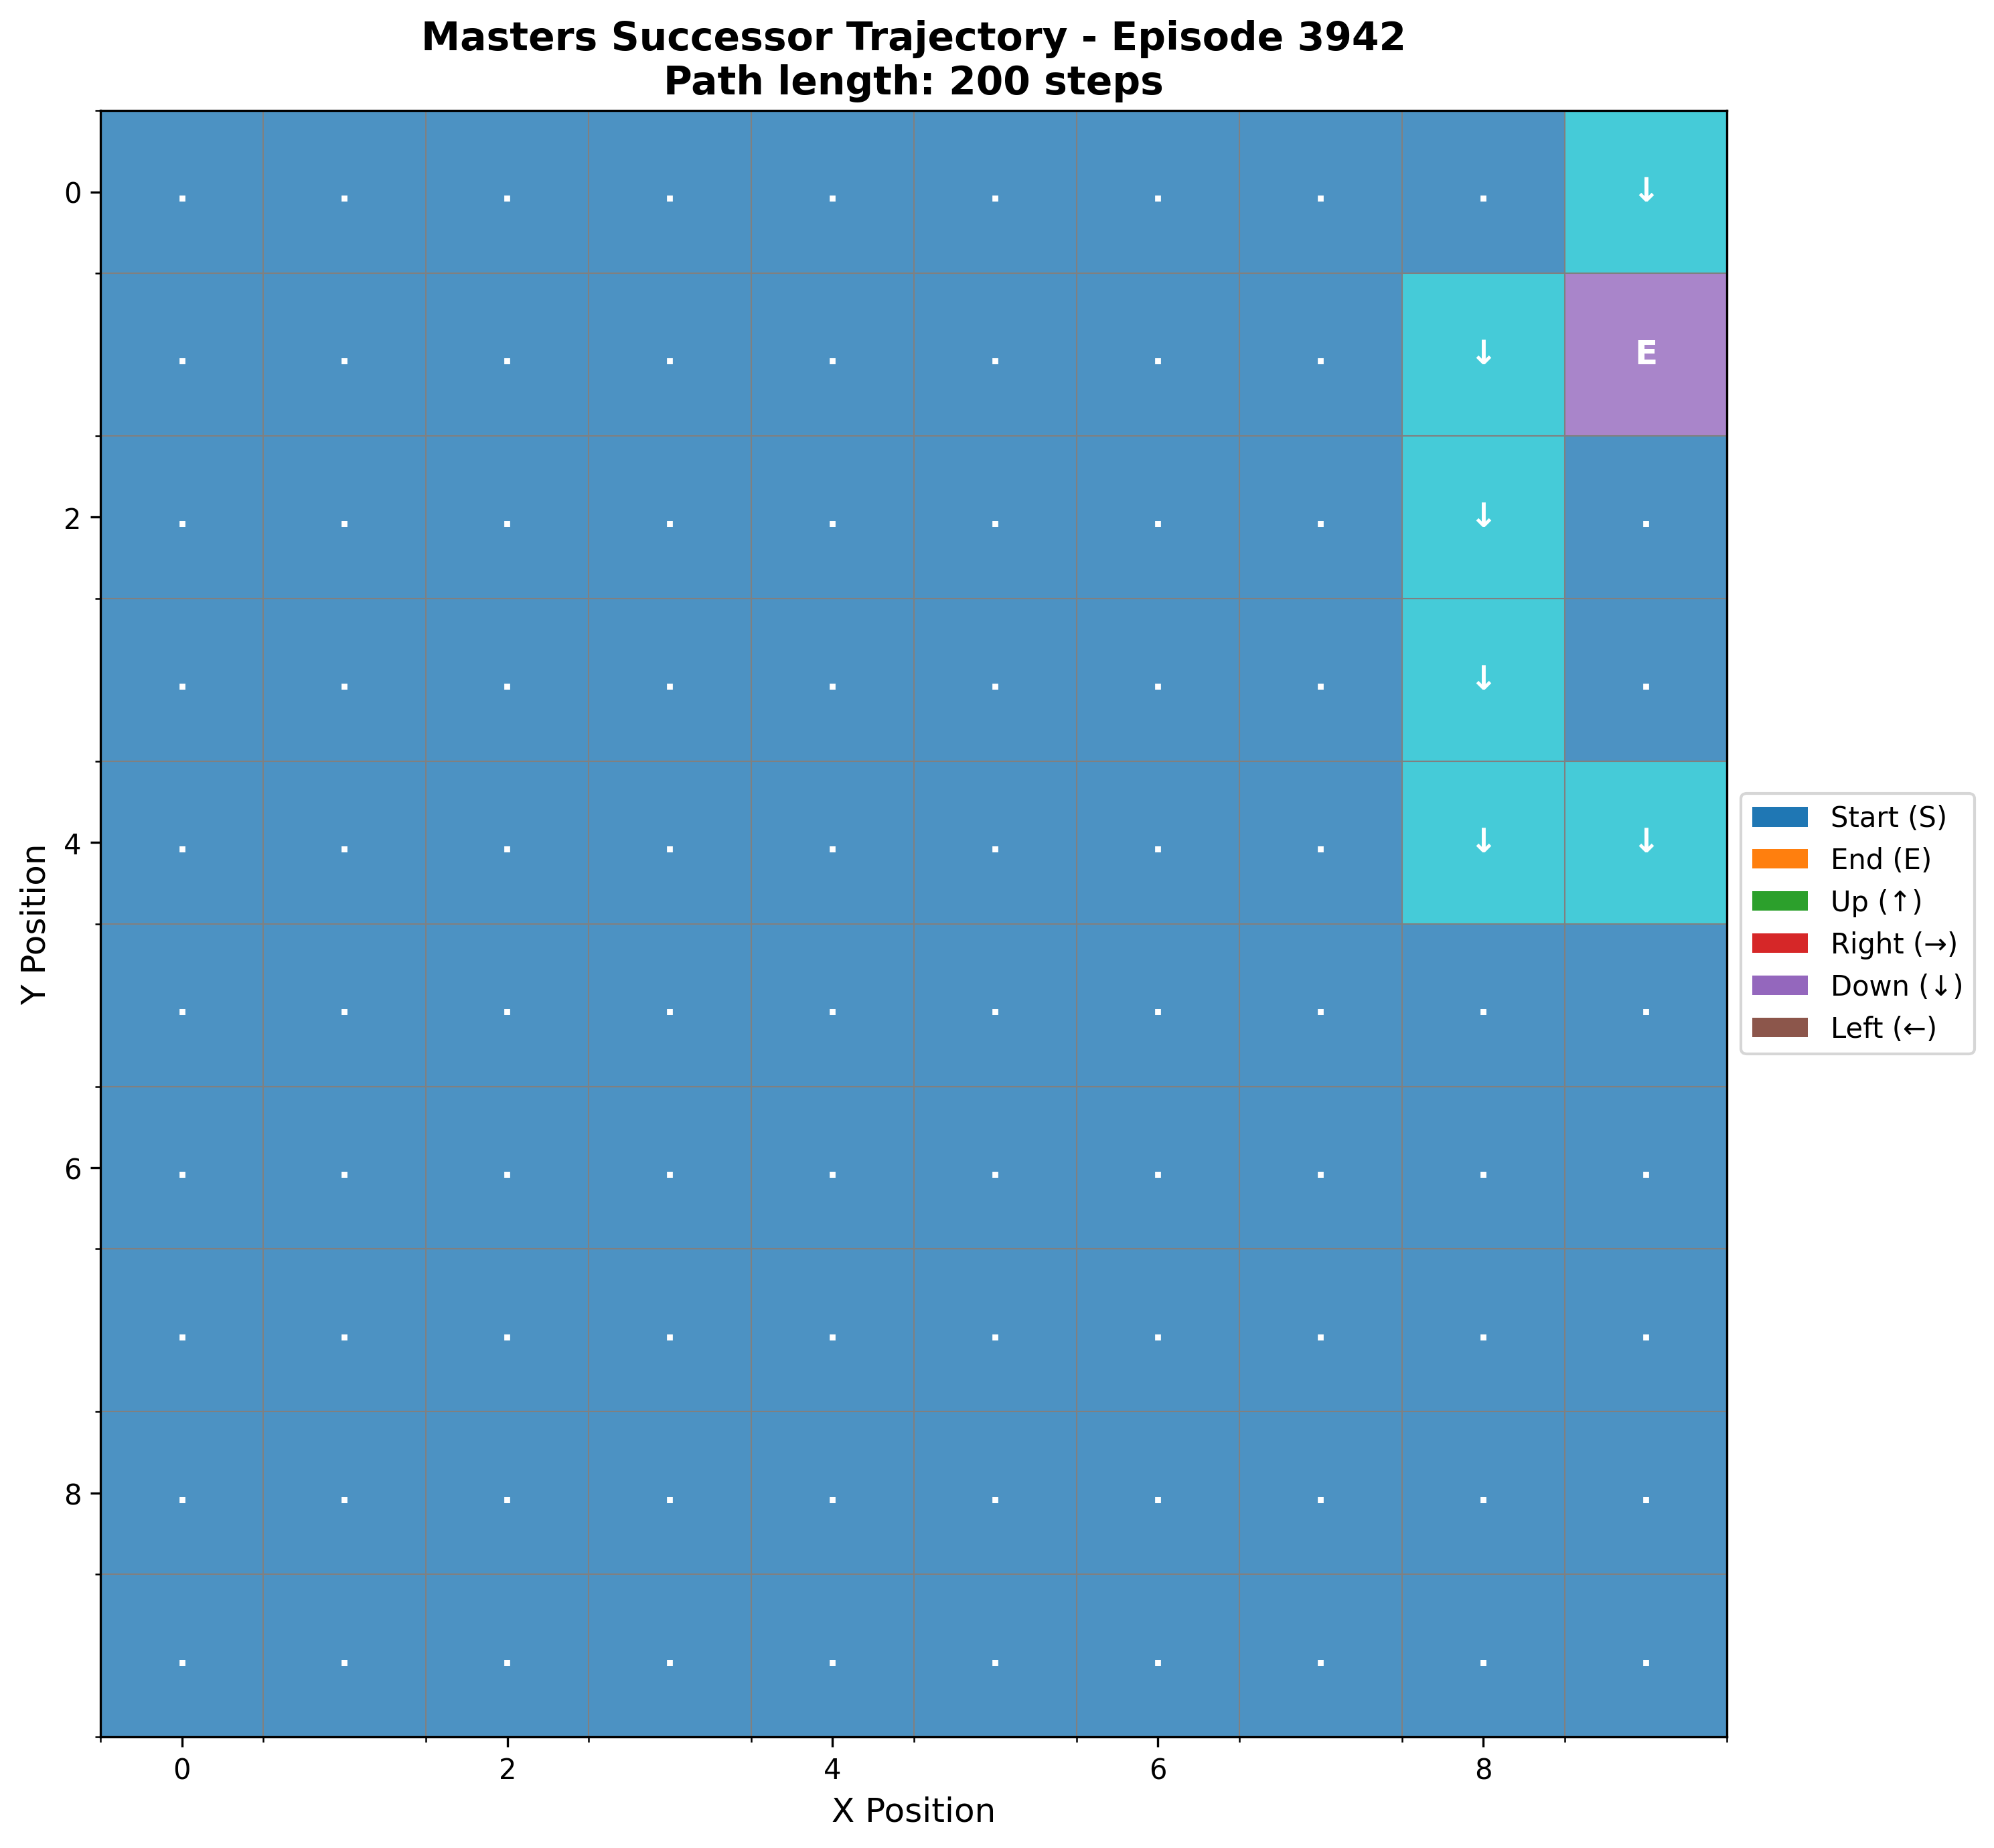 Masters Successor Trajectory - Episode 3942
Path length: 200 steps
0 . . . . . . . . . ↓
. . . . . . . . ↓ E
2 . . . . . . . . ↓ .
. . . . . . . . ↓ .
4 . . . . . . . . ↓ ↓
. . . . . . . . . .
6 . . . . . . . . . .
. . . . . . . . . .
8 . . . . . . . . . .
. . . . . . . . . .
0 2 4 6 8
X Position
Y Position
Start (S)
End (E)
Up (↑)
Right (→)
Down (↓)
Left (←)